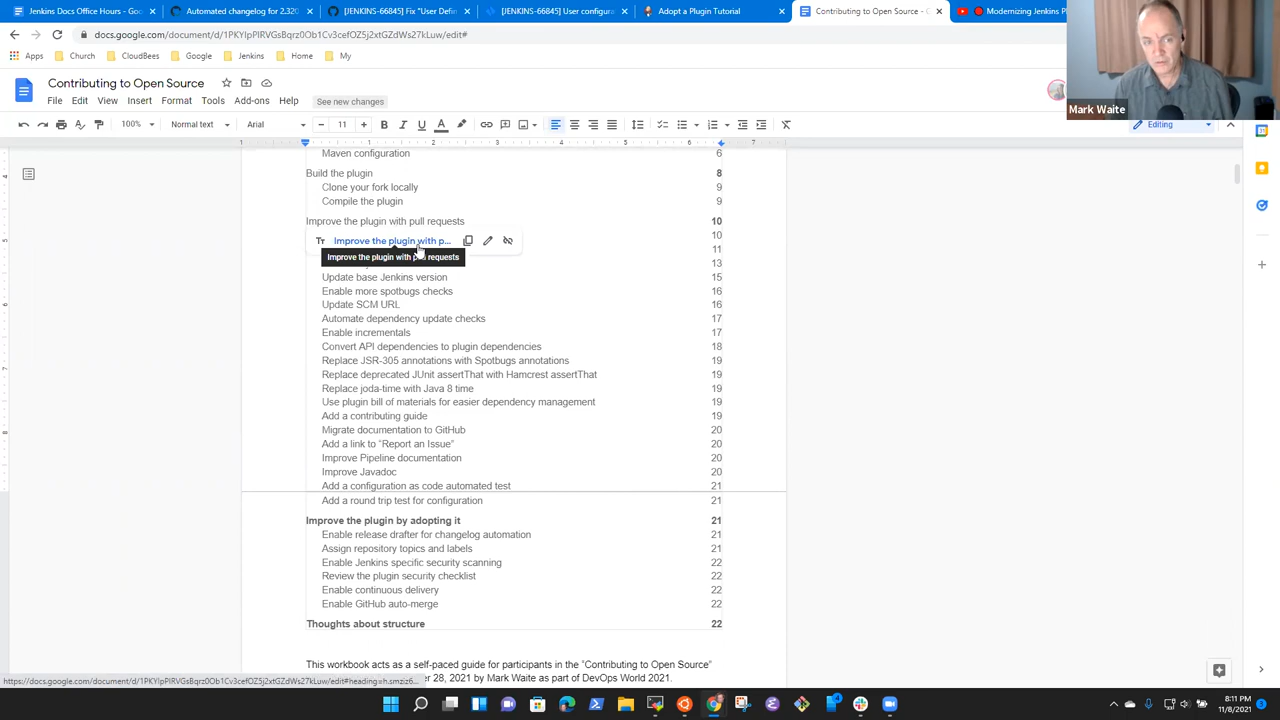 Jenkins Docs Office Hours - Goo
Automated changelog for 2.320
[JENKINS-66845] Fix "User Defin
[JENKINS-66845] User configura
Adopt a Plugin Tutorial
Contributing to Open Source - G
Modernizing Jenkins P
docs.google.com/document/d/1PKYIpPIRVGsBqrz0Ob1Cv3cefOZ5j2xtGZdWs27kLuw/edit#
Apps
Church
CloudBees
Google
Jenkins
Home
My
Contributing to Open Source
File Edit View Insert Format Tools Add-ons Help
See new changes
Mark Waite
100%
Normal text
Arial
11
Editing
Maven configuration 6
Build the plugin 8
Clone your fork locally 9
Compile the plugin 9
Improve the plugin with pull requests 10
Improve the plugin with p... 10
Improve the plugin with pull requests 11
13
Update base Jenkins version 15
Enable more spotbugs checks 16
Update SCM URL 16
Automate dependency update checks 17
Enable incrementals 17
Convert API dependencies to plugin dependencies 18
Replace JSR-305 annotations with Spotbugs annotations 19
Replace deprecated JUnit assertThat with Hamcrest assertThat 19
Replace joda-time with Java 8 time 19
Use plugin bill of materials for easier dependency management 19
Add a contributing guide 19
Migrate documentation to GitHub 20
Add a link to "Report an Issue" 20
Improve Pipeline documentation 20
Improve Javadoc 20
Add a configuration as code automated test 21
Add a round trip test for configuration 21
Improve the plugin by adopting it 21
Enable release drafter for changelog automation 21
Assign repository topics and labels 21
Enable Jenkins specific security scanning 22
Review the plugin security checklist 22
Enable continuous delivery 22
Enable GitHub auto-merge 22
Thoughts about structure 22
This workbook acts as a self-paced guide for participants in the "Contributing to Open Source"
28, 2021 by Mark Waite as part of DevOps World 2021.
https://docs.google.com/document/d/1PKYIpPIRVGsBqrz0Ob1Cv3cefOZ5j2xtGZdWs27kLuw/edit#heading=h.smziz6...
8:11 PM
11/8/2021